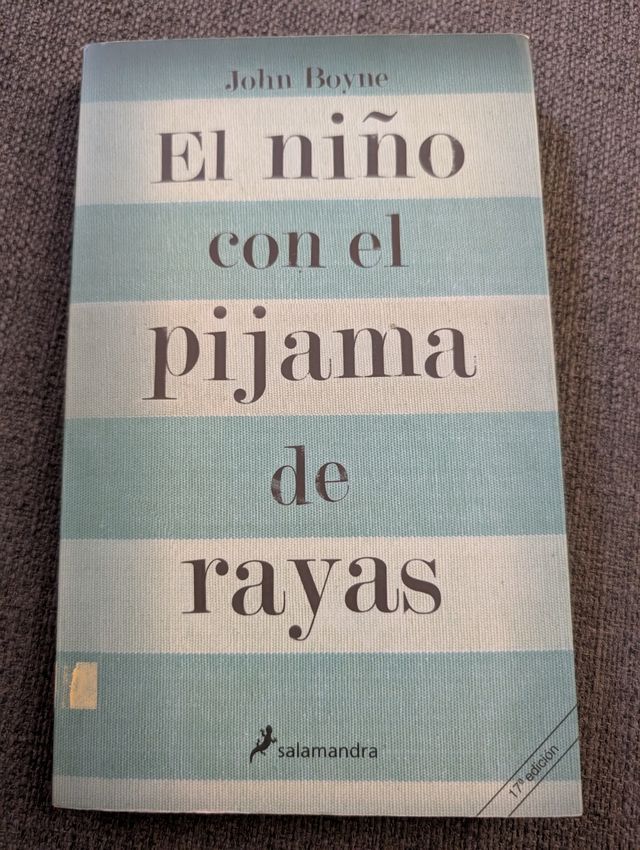 John Boyne
El niño
con el
pijama
de
rayas
salamandra
17ª edición